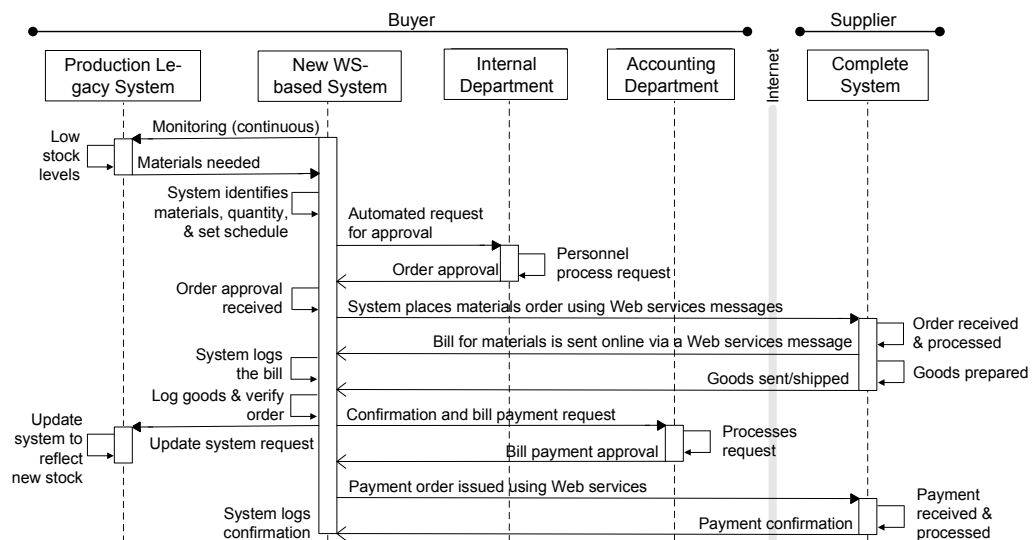 Buyer
Supplier
Production Le-
gacy System
New WS-
based System
Internal
Department
Accounting
Department
Internet
Complete
System
Monitoring (continuous)
Low
stock
levels
Materials needed
System identifies
materials, quantity,
& set schedule
Automated request
for approval
Personnel
process request
Order approval
Order approval
received
System places materials order using Web services messages
Order received
& processed
Bill for materials is sent online via a Web services message
System logs
the bill
Goods prepared
Goods sent/shipped
Log goods & verify
order
Confirmation and bill payment request
Update
system to
reflect
new stock
Update system request
Processes
request
Bill payment approval
Payment order issued using Web services
Payment
received &
processed
System logs
confirmation
Payment confirmation